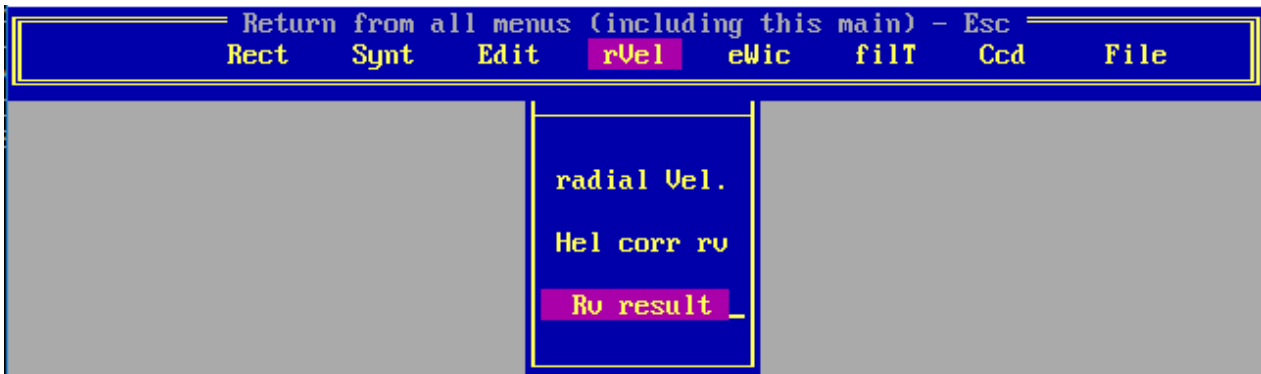 Return from all menus (including this main) - Esc
Rect Synt Edit rVel eWic filT Ccd File
radial Vel.
Hel corr rv
Rv result _